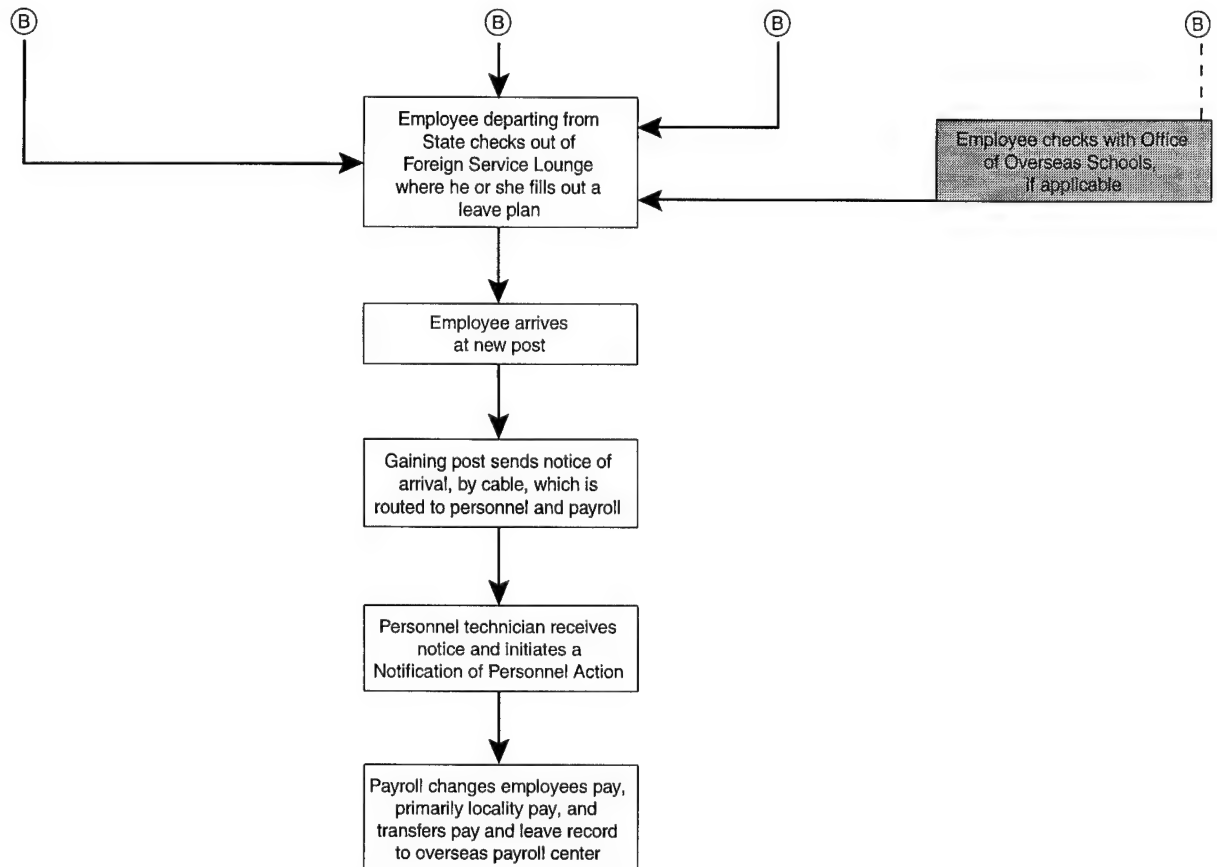 B B B B
Employee departing from
State checks out of
Foreign Service Lounge
where he or she fills out a
leave plan
Employee checks with Office
of Overseas Schools,
if applicable
Employee arrives
at new post
Gaining post sends notice of
arrival, by cable, which is
routed to personnel and payroll
Personnel technician receives
notice and initiates a
Notification of Personnel Action
Payroll changes employees pay,
primarily locality pay, and
transfers pay and leave record
to overseas payroll center